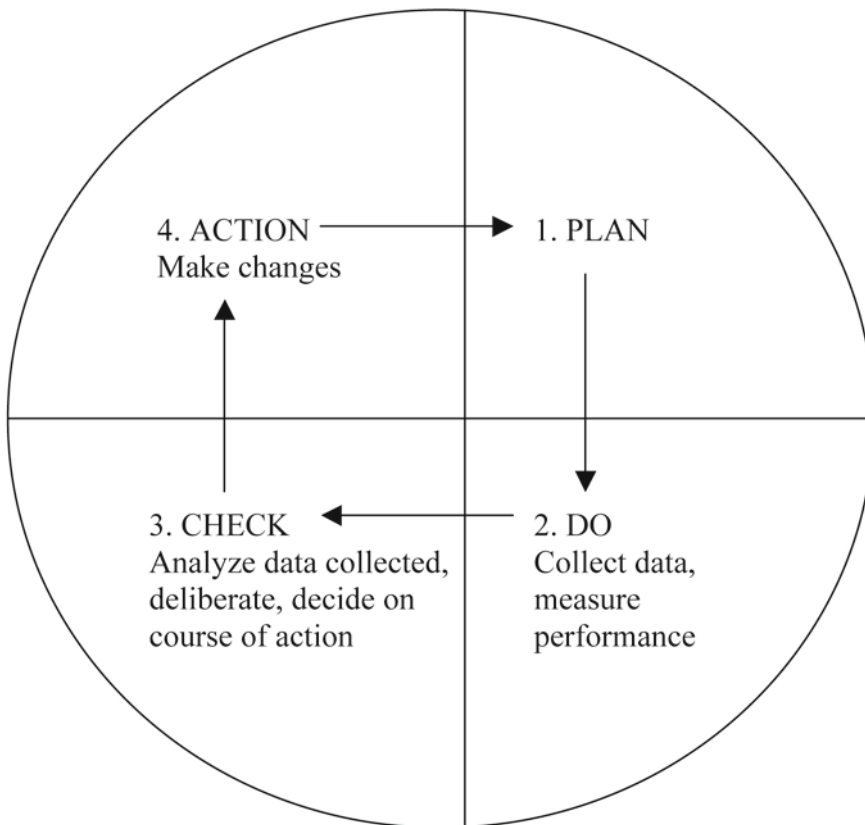 4. ACTION
Make changes
1. PLAN
3. CHECK
Analyze data collected,
deliberate, decide on
course of action
2. DO
Collect data,
measure
performance